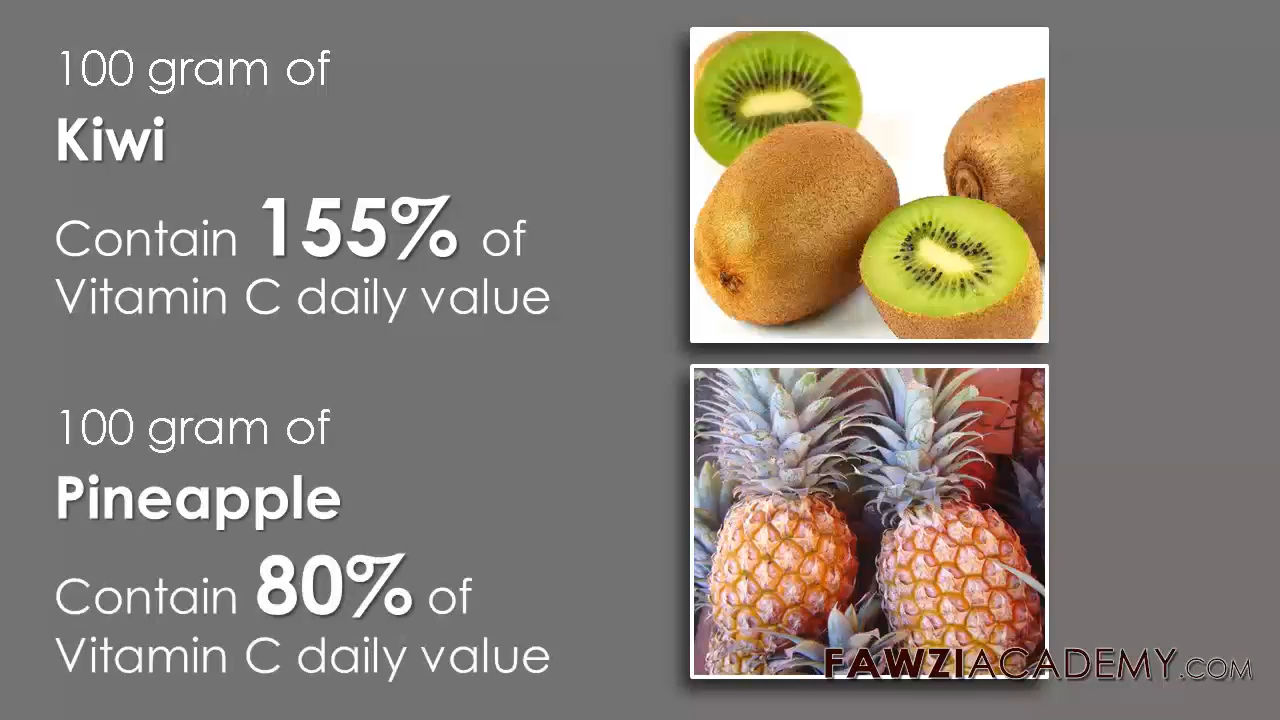 100 gram of
Kiwi
Contain 155% of
Vitamin C daily value
100 gram of
Pineapple
Contain 80% of
Vitamin C daily value
FAWZIACADEMY.COM